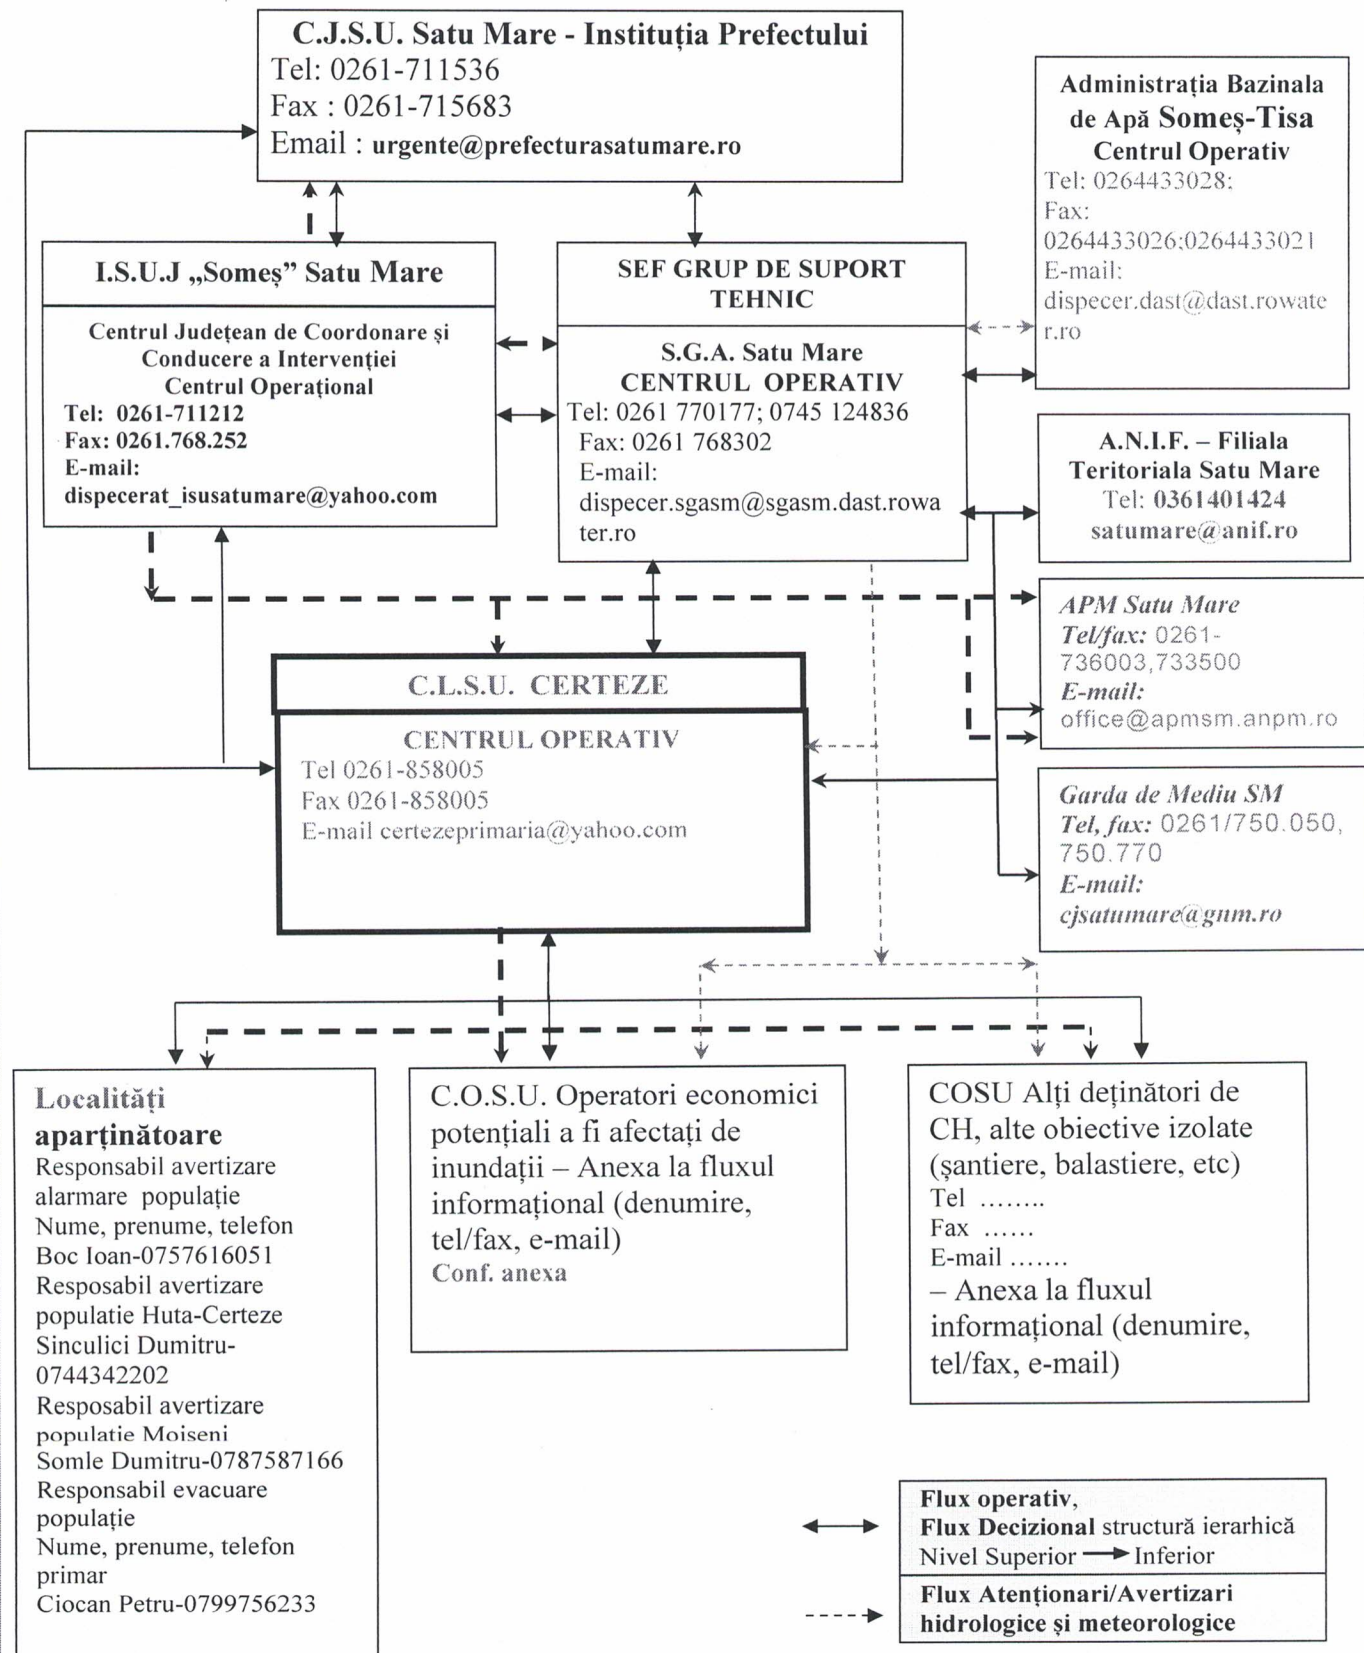 C.J.S.U. Satu Mare - Instituția Prefectului
Tel: 0261-711536
Fax : 0261-715683
Email : urgente@prefecturasatumare.ro
Administrația Bazinala
de Apă Someș-Tisa
Centrul Operativ
Tel: 0264433028;
Fax:
0264433026;0264433021
E-mail:
dispecer.dast@dast.rowate
r.ro
I.S.U.J „Someș” Satu Mare
Centrul Județean de Coordonare și
Conducere a Intervenției
Centrul Operațional
Tel: 0261-711212
Fax: 0261.768.252
E-mail:
dispecerat_isusatumare@yahoo.com
SEF GRUP DE SUPORT
TEHNIC
S.G.A. Satu Mare
CENTRUL OPERATIV
Tel: 0261 770177; 0745 124836
Fax: 0261 768302
E-mail:
dispecer.sgasm@sgasm.dast.rowa
ter.ro
A.N.I.F. – Filiala
Teritoriala Satu Mare
Tel: 0361401424
satumare@anif.ro
APM Satu Mare
Tel/fax: 0261-
736003,733500
E-mail:
office@apmsm.anpm.ro
Garda de Mediu SM
Tel, fax: 0261/750.050,
750.770
E-mail:
cjsatumare@gnm.ro
C.L.S.U. CERTEZE
CENTRUL OPERATIV
Tel 0261-858005
Fax 0261-858005
E-mail certezeprimaria@yahoo.com
Localități
aparținătoare
Responsabil avertizare
alarmare populație
Nume, prenume, telefon
Boc Ioan-0757616051
Resposabil avertizare
populatie Huta-Certeze
Sinculici Dumitru-
0744342202
Resposabil avertizare
populatie Moiseni
Somle Dumitru-0787587166
Responsabil evacuare
populație
Nume, prenume, telefon
primar
Ciocan Petru-0799756233
C.O.S.U. Operatori economici
potențiali a fi afectați de
inundații – Anexa la fluxul
informațional (denumire,
tel/fax, e-mail)
Conf. anexa
COSU Alți deținători de
CH, alte obiective izolate
(șantiere, balastiere, etc)
Tel ........
Fax ......
E-mail .......
– Anexa la fluxul
informațional (denumire,
tel/fax, e-mail)
Flux operativ,
Flux Decizional structură ierarhică
Nivel Superior → Inferior
Flux Atenționari/Avertizari
hidrologice și meteorologice